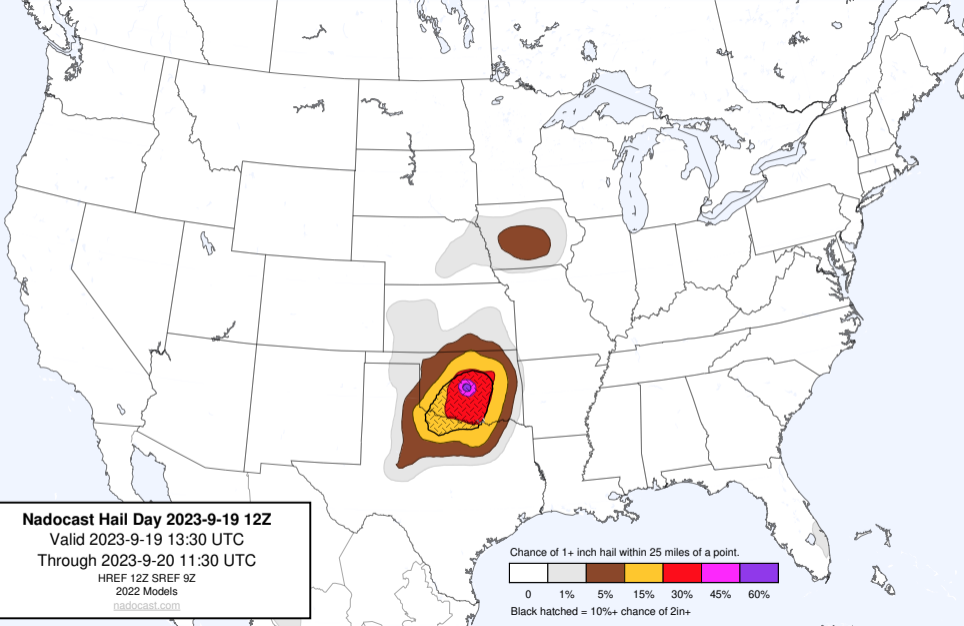 Nadocast Hail Day 2023-9-19 12Z
Valid 2023-9-19 13:30 UTC
Through 2023-9-20 11:30 UTC
HREF 12Z SREF 9Z
2022 Models
nadocast.com
Chance of 1+ inch hail within 25 miles of a point.
0 1% 5% 15% 30% 45% 60%
Black hatched = 10%+ chance of 2in+